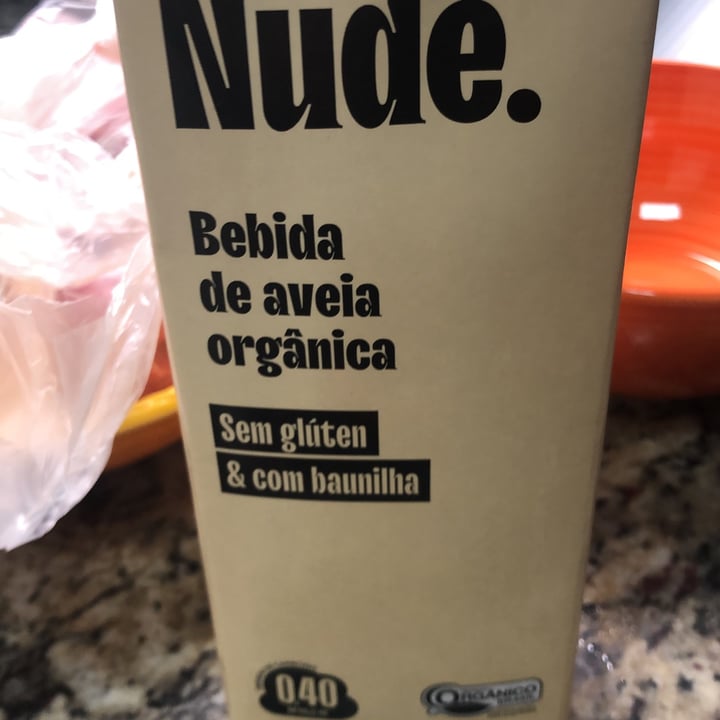 Nude.
Bebida
de aveia
orgânica
Sem glúten
& com baunilha
040
ORGÂNICO